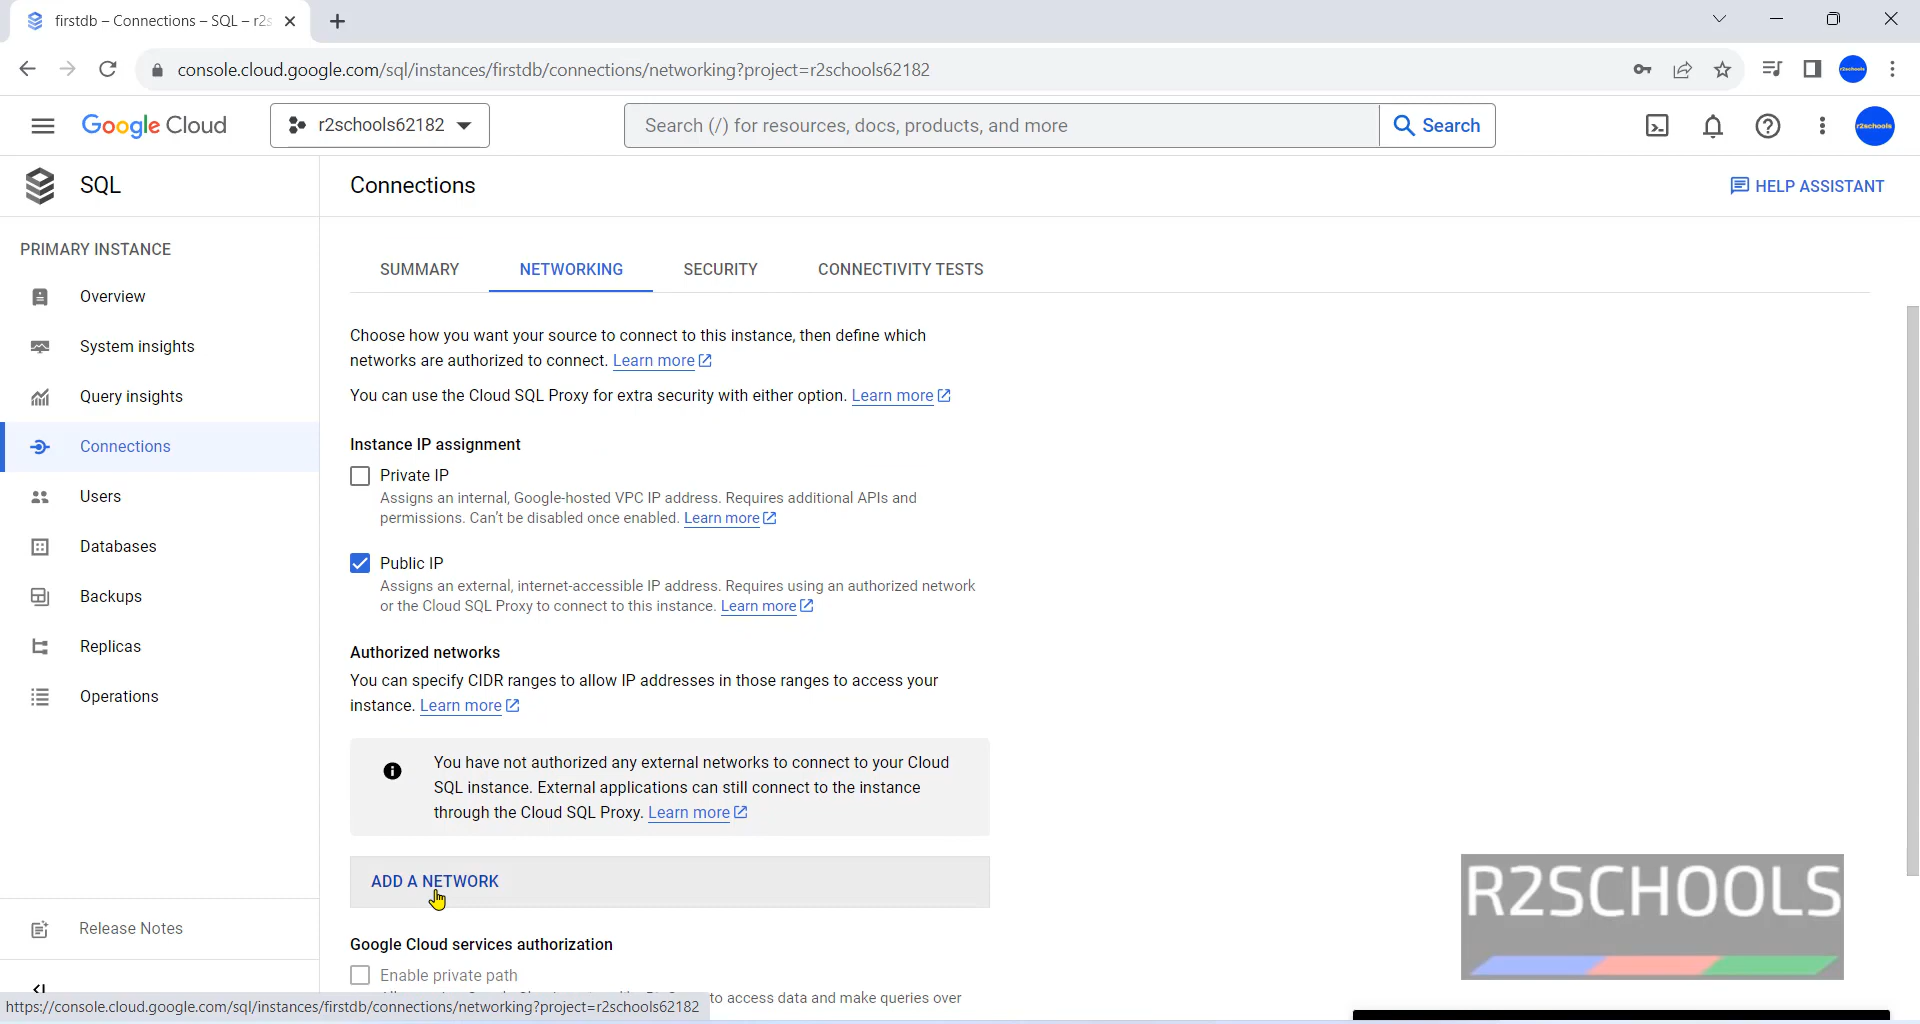 firstdb – Connections – SQL – r2s
console.cloud.google.com/sql/instances/firstdb/connections/networking?project=r2schools62182
r2schools
Google Cloud
r2schools62182
Search (/) for resources, docs, products, and more
Search
r2schools
SQL
Connections
HELP ASSISTANT
PRIMARY INSTANCE
Overview
System insights
Query insights
Connections
Users
Databases
Backups
Replicas
Operations
Release Notes
SUMMARY
NETWORKING
SECURITY
CONNECTIVITY TESTS
Choose how you want your source to connect to this instance, then define which
networks are authorized to connect. Learn more
You can use the Cloud SQL Proxy for extra security with either option. Learn more
Instance IP assignment
Private IP
Assigns an internal, Google-hosted VPC IP address. Requires additional APIs and
permissions. Can't be disabled once enabled. Learn more
Public IP
Assigns an external, internet-accessible IP address. Requires using an authorized network
or the Cloud SQL Proxy to connect to this instance. Learn more
Authorized networks
You can specify CIDR ranges to allow IP addresses in those ranges to access your
instance. Learn more
You have not authorized any external networks to connect to your Cloud
SQL instance. External applications can still connect to the instance
through the Cloud SQL Proxy. Learn more
ADD A NETWORK
Google Cloud services authorization
Enable private path
to access data and make queries over
https://console.cloud.google.com/sql/instances/firstdb/connections/networking?project=r2schools62182
R2SCHOOLS